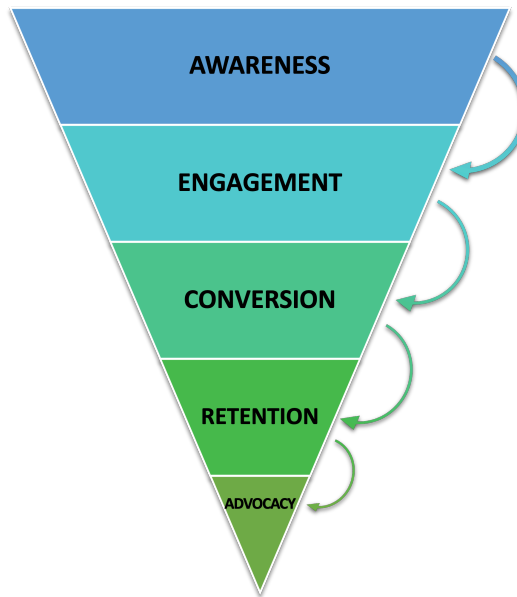 AWARENESS
ENGAGEMENT
CONVERSION
RETENTION
ADVOCACY